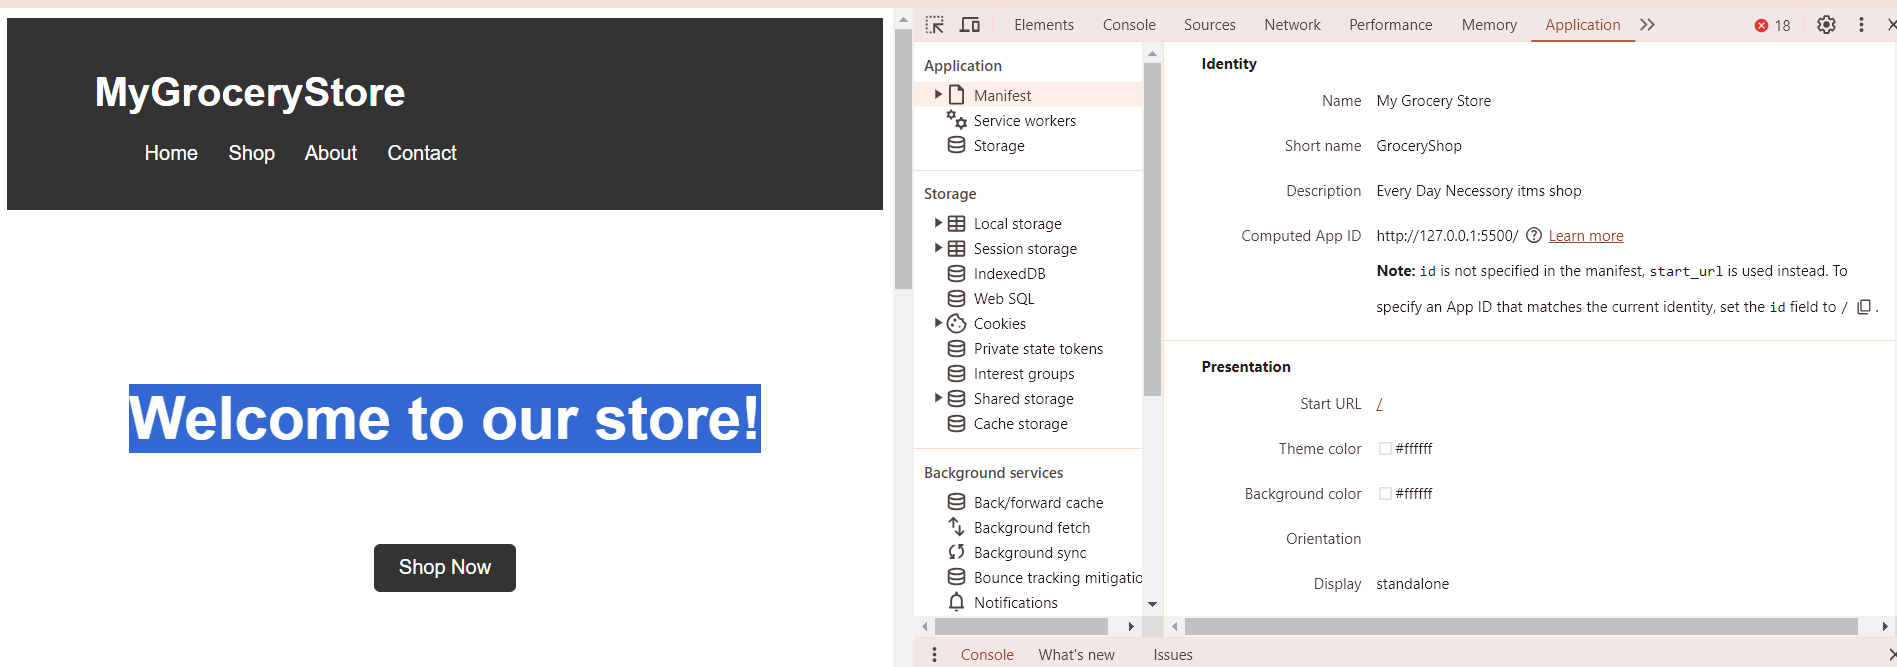 MyGroceryStore
Home Shop About Contact
Welcome to our store!
Shop Now
Elements Console Sources Network Performance Memory Application 18
Application
Manifest
Service workers
Storage
Storage
Local storage
Session storage
IndexedDB
Web SQL
Cookies
Private state tokens
Interest groups
Shared storage
Cache storage
Background services
Back/forward cache
Background fetch
Background sync
Bounce tracking mitigatio
Notifications
Identity
Name My Grocery Store
Short name GroceryShop
Description Every Day Necessory itms shop
Computed App ID http://127.0.0.1:5500/ Learn more
Note: id is not specified in the manifest, start_url is used instead. To
specify an App ID that matches the current identity, set the id field to / .
Presentation
Start URL /
Theme color #ffffff
Background color #ffffff
Orientation
Display standalone
Console What's new Issues